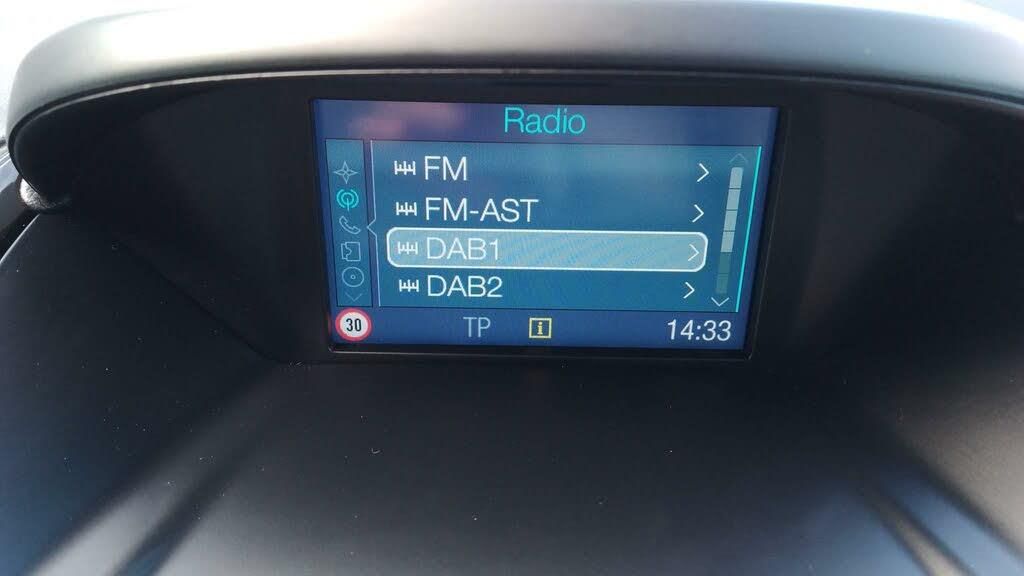 Radio
FM
FM-AST
DAB1
DAB2
30 TP i 14:33